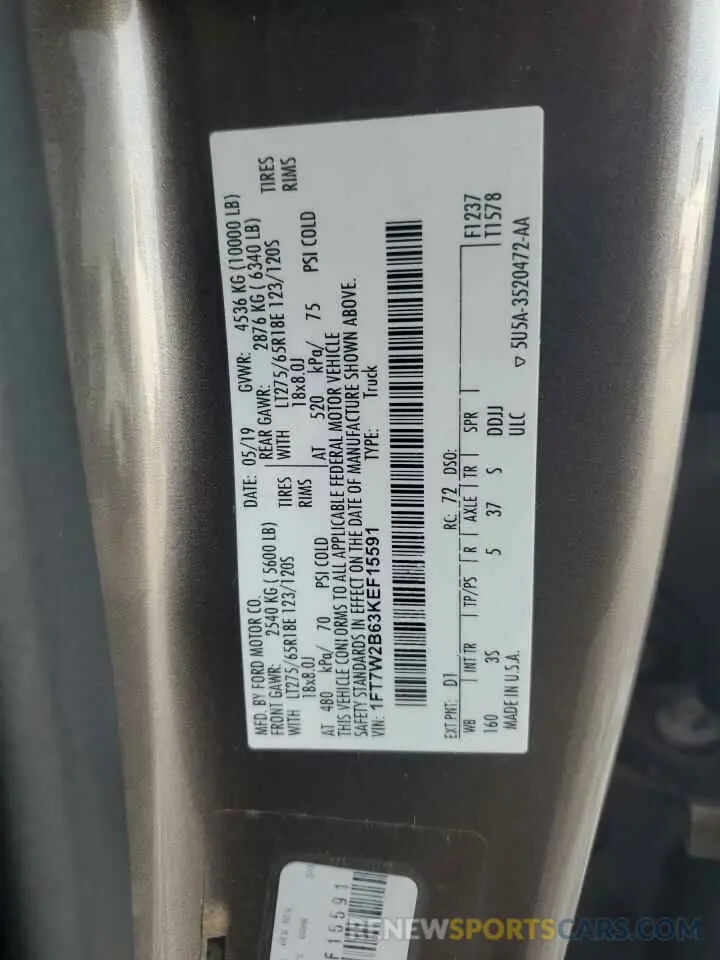 MFD. BY FORD MOTOR CO.
DATE: 05/19 GVWR: 4536 KG (10000 LB)
FRONT GAWR: 2540 KG ( 5600 LB)
REAR GAWR: 2876 KG ( 6340 LB)
WITH LT275/65R18E 123/120S TIRES
WITH LT275/65R18E 123/120S TIRES
18x8.0J RIMS
18x8.0J RIMS
AT 480 kPa/ 70 PSI COLD
AT 520 kPa/ 75 PSI COLD
THIS VEHICLE CONFORMS TO ALL APPLICABLE FEDERAL MOTOR VEHICLE
SAFETY STANDARDS IN EFFECT ON THE DATE OF MANUFACTURE SHOWN ABOVE.
VIN: 1FT7W2B63KEF15591 TYPE: Truck
EXT PNT: D1 RC: 72 DSO: F1237
WB INT TR TP/PS R AXLE TR SPR T1578
160 3S 5 37 S DDJJ
MADE IN U.S.A. ULC
5U5A-3520472-AA
F15591
RENEWSPORTSCARS.COM